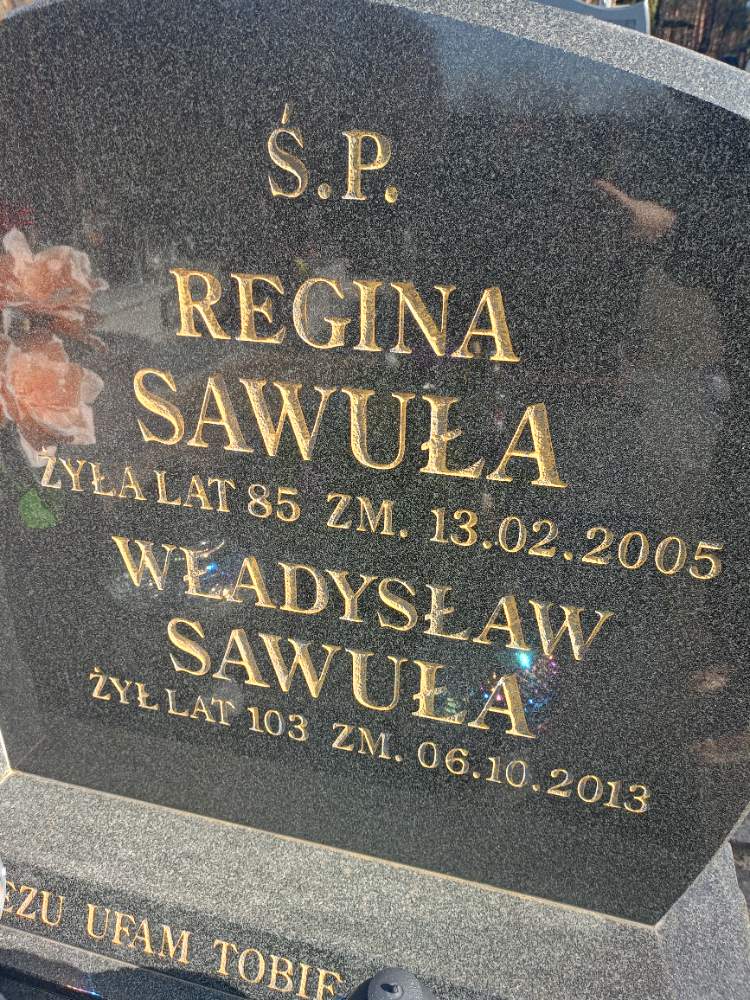 Ś.P.
REGINA
SAWUŁA
ŻYŁA LAT 85 ZM. 13.02.2005
WŁADYSŁAW
SAWUŁA
ŻYŁ LAT 103 ZM. 06.10.2013
EZU UFAM TOBIE